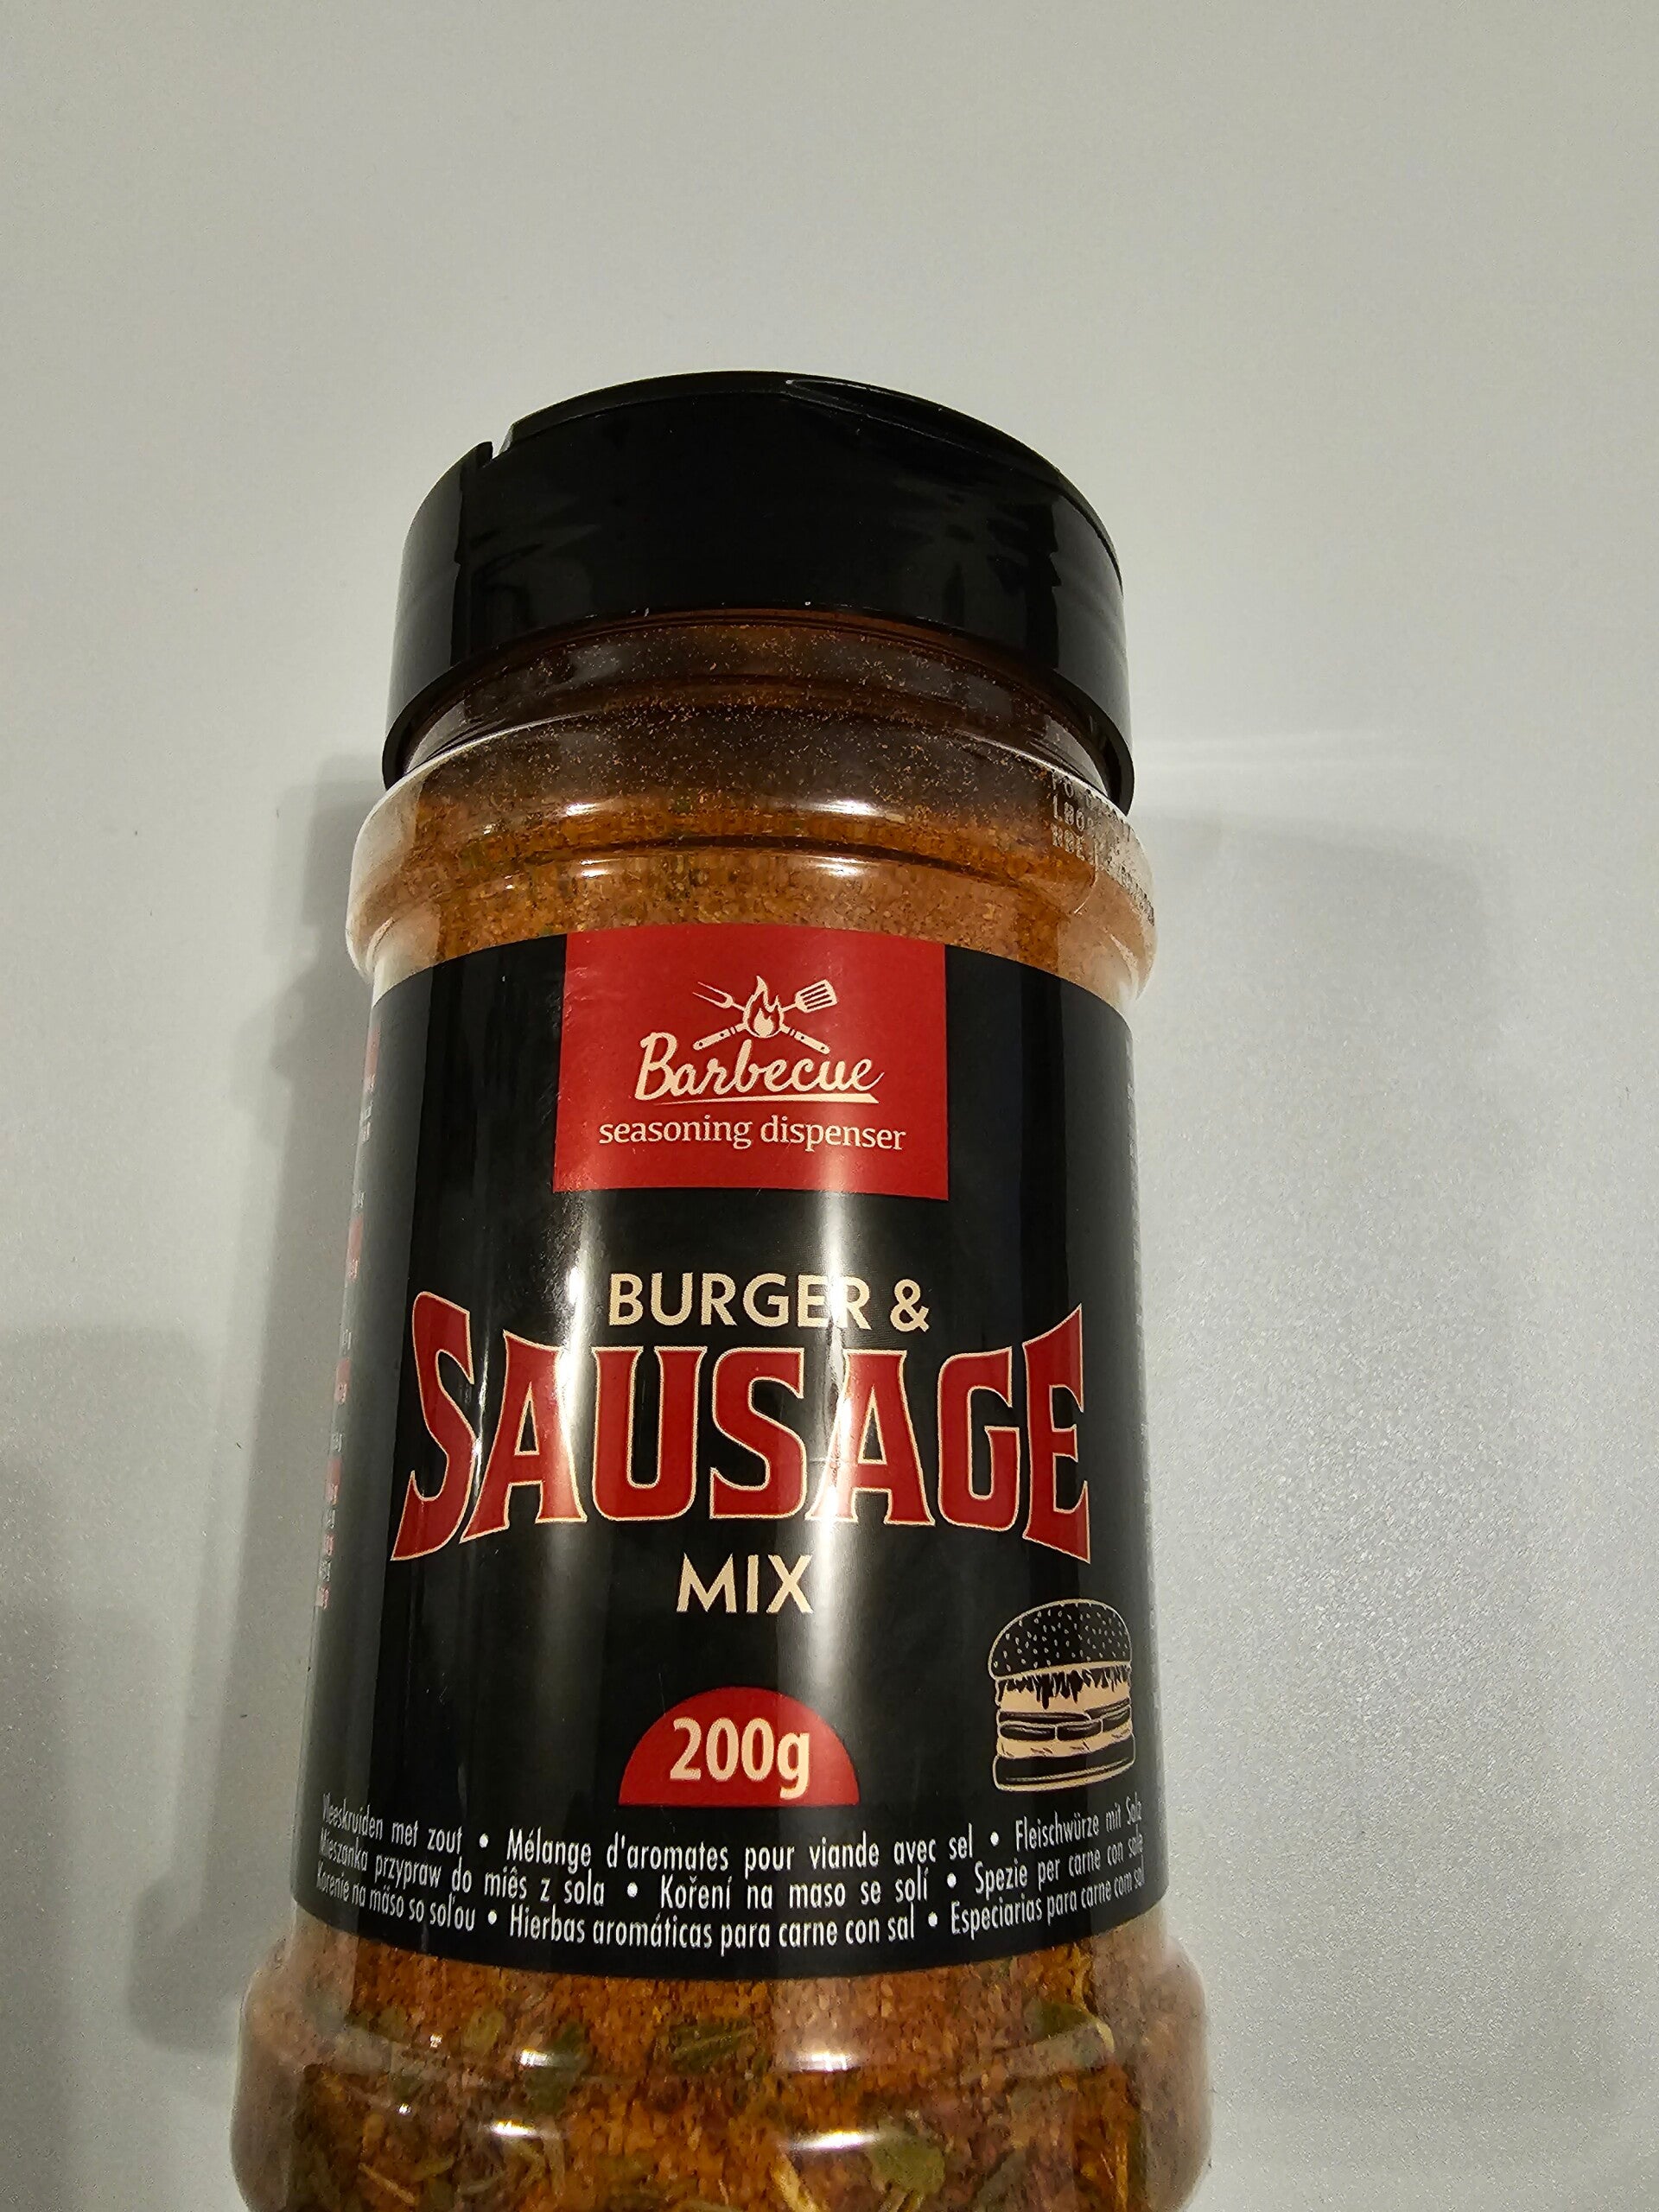 Barbecue
seasoning dispenser
BURGER &
SAUSAGE
MIX
200g
Vleeskruiden met zout • Mélange d'aromates pour viande avec sel • Fleischwürze mit Salz
Mieszanka przypraw do miês z sola • Koření na maso se solí • Spezie per carne con sale
Korenie na mäso so soľou • Hierbas aromáticas para carne con sal • Especiarias para carne com sal